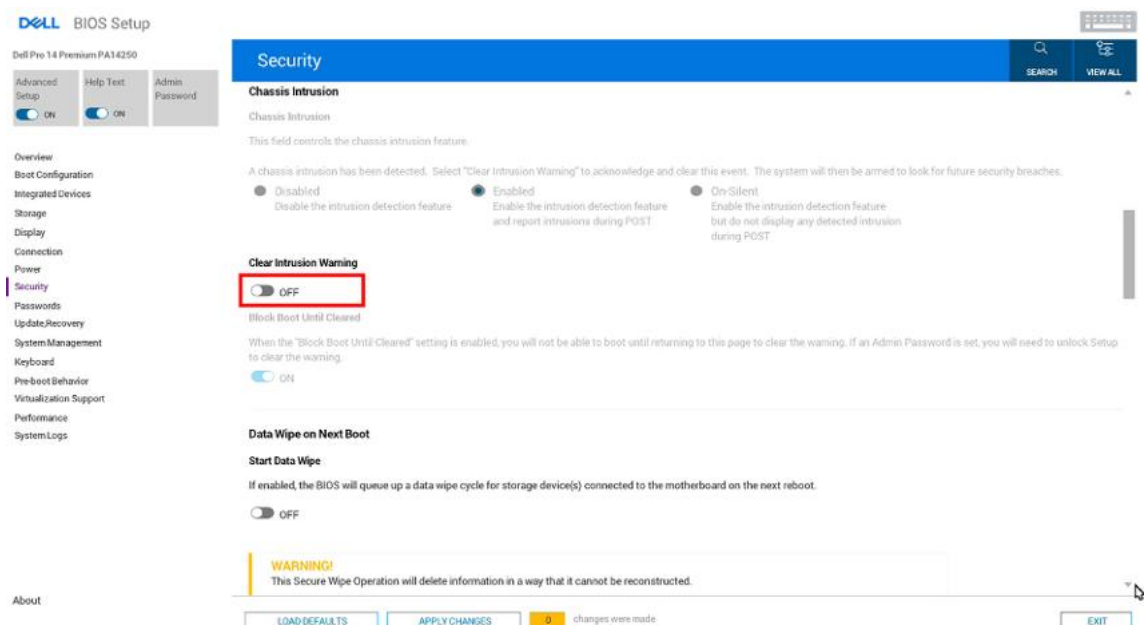 DELL BIOS Setup
Dell Pro 14 Premium PA14250
Advanced Setup
ON
Help Text
ON
Admin Password
Overview
Boot Configuration
Integrated Devices
Storage
Display
Connection
Power
Security
Passwords
Update,Recovery
System Management
Keyboard
Pre-boot Behavior
Virtualization Support
Performance
System Logs
About
Security
SEARCH
VIEW ALL
Chassis Intrusion
Chassis Intrusion
This field controls the chassis intrusion feature.
A chassis intrusion has been detected. Select "Clear Intrusion Warning" to acknowledge and clear this event. The system will then be armed to look for future security breaches.
Disabled
Disable the intrusion detection feature
Enabled
Enable the intrusion detection feature
and report intrusions during POST
On-Silent
Enable the intrusion detection feature
but do not display any detected intrusion
during POST
Clear Intrusion Warning
OFF
Block Boot Until Cleared
When the "Block Boot Until Cleared" setting is enabled, you will not be able to boot until returning to this page to clear the warning. If an Admin Password is set, you will need to unlock Setup
to clear the warning.
ON
Data Wipe on Next Boot
Start Data Wipe
If enabled, the BIOS will queue up a data wipe cycle for storage device(s) connected to the motherboard on the next reboot.
OFF
WARNING!
This Secure Wipe Operation will delete information in a way that it cannot be reconstructed.
LOAD DEFAULTS
APPLY CHANGES
0 changes were made
EXIT